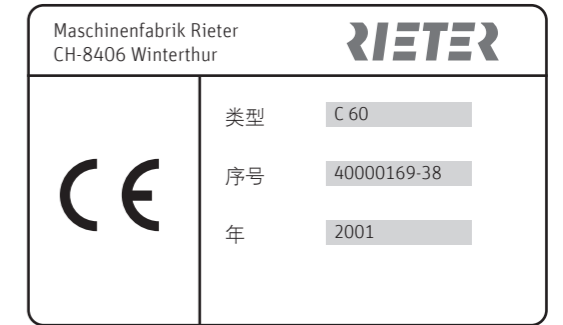 Maschinenfabrik Rieter
CH-8406 Winterthur
RIETER
类型 C 60
序号 40000169-38
年 2001
CE